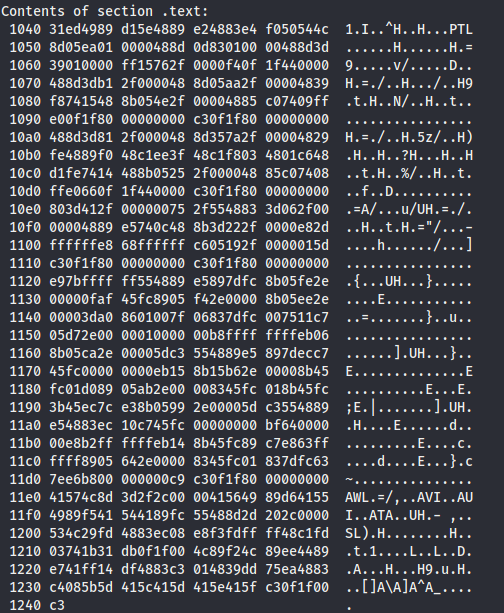 Contents of section .text:
 1040 31ed4989 d15e4889 e24883e4 f050544c  1.I..^H..H...PTL
 1050 8d05ea01 0000488d 0d830100 00488d3d  ......H......H.=
 1060 39010000 ff15762f 0000f40f 1f440000  9.....v/.....D..
 1070 488d3db1 2f000048 8d05aa2f 00004839  H.=./..H.../..H9
 1080 f8741548 8b054e2f 00004885 c07409ff  .t.H..N/..H..t..
 1090 e00f1f80 00000000 c30f1f80 00000000  ................
 10a0 488d3d81 2f000048 8d357a2f 00004829  H.=./..H.5z/..H)
 10b0 fe4889f0 48c1ee3f 48c1f803 4801c648  .H..H..?H...H..H
 10c0 d1fe7414 488b0525 2f000048 85c07408  ..t.H..%/..H..t.
 10d0 ffe0660f 1f440000 c30f1f80 00000000  ..f..D..........
 10e0 803d412f 00000075 2f554883 3d062f00  .=A/...u/UH.=./.
 10f0 00004889 e5740c48 8b3d222f 0000e82d  ..H..t.H.="/...-
 1100 ffffffe8 68ffffff c605192f 0000015d  ....h....../...]
 1110 c30f1f80 00000000 c30f1f80 00000000  ................
 1120 e97bffff ff554889 e5897dfc 8b05fe2e  .{...UH...}.....
 1130 00000faf 45fc8905 f42e0000 8b05ee2e  ....E...........
 1140 00003da0 8601007f 06837dfc 007511c7  ..=.......}..u..
 1150 05d72e00 00010000 00b8ffff ffffeb06  ................
 1160 8b05ca2e 00005dc3 554889e5 897decc7  ......].UH...}..
 1170 45fc0000 0000eb15 8b15b62e 00008b45  E..............E
 1180 fc01d089 05ab2e00 008345fc 018b45fc  ..........E...E.
 1190 3b45ec7c e38b0599 2e00005d c3554889  ;E.|.......].UH.
 11a0 e54883ec 10c745fc 00000000 bf640000  .H....E......d..
 11b0 00e8b2ff ffffeb14 8b45fc89 c7e863ff  .........E....c.
 11c0 ffff8905 642e0000 8345fc01 837dfc63  ....d....E...}.c
 11d0 7ee6b800 000000c9 c30f1f80 00000000  ~...............
 11e0 41574c8d 3d2f2c00 00415649 89d64155  AWL.=/,..AVI..AU
 11f0 4989f541 544189fc 55488d2d 202c0000  I..ATA..UH.- ,..
 1200 534c29fd 4883ec08 e8f3fdff ff48c1fd  SL).H........H..
 1210 03741b31 db0f1f00 4c89f24c 89ee4489  .t.1....L..L..D.
 1220 e741ff14 df4883c3 014839dd 75ea4883  .A...H...H9.u.H.
 1230 c4085b5d 415c415d 415e415f c30f1f00  ..[]A\A]A^A_....
 1240 c3                                   .